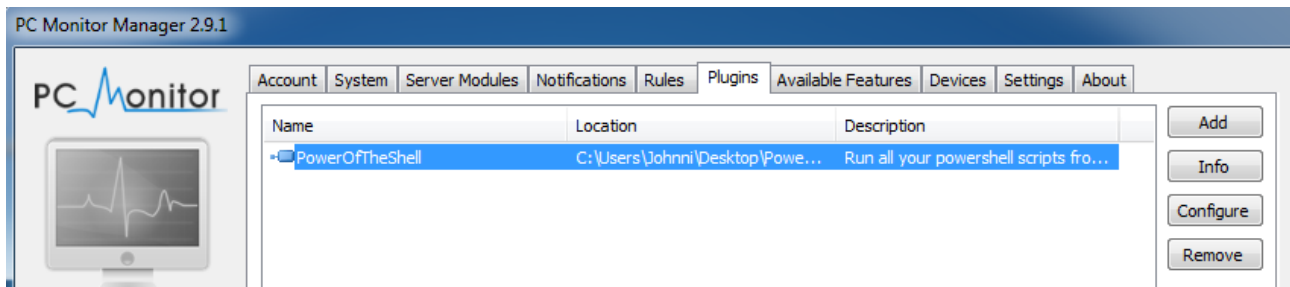 PC Monitor Manager 2.9.1
PC Monitor
Account System Server Modules Notifications Rules Plugins Available Features Devices Settings About
Name Location Description
PowerOfTheShell C:\Users\Johnni\Desktop\Powe... Run all your powershell scripts fro...
Add
Info
Configure
Remove